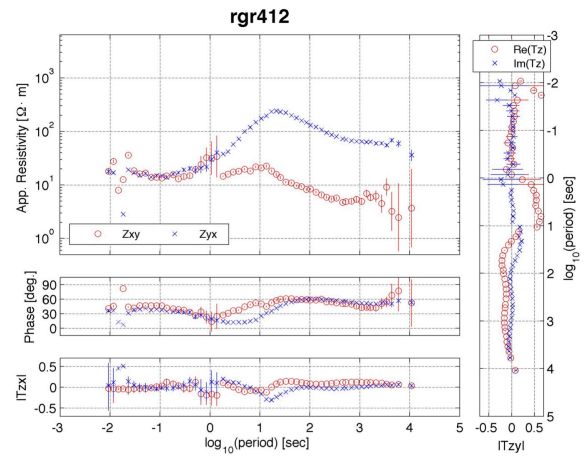 rgr412
App. Resistivity [Ω · m]
10³
10²
10¹
10⁰
Zxy Zyx
Phase [deg.]
90
60
30
0
|Tzx|
0.5
0
-0.5
-3 -2 -1 0 1 2 3 4 5
log₁₀(period) [sec]
Re(Tz)
Im(Tz)
-3
-2
-1
0
1
2
3
4
5
log₁₀(period) [sec]
-0.5 0 0.5
|Tzy|